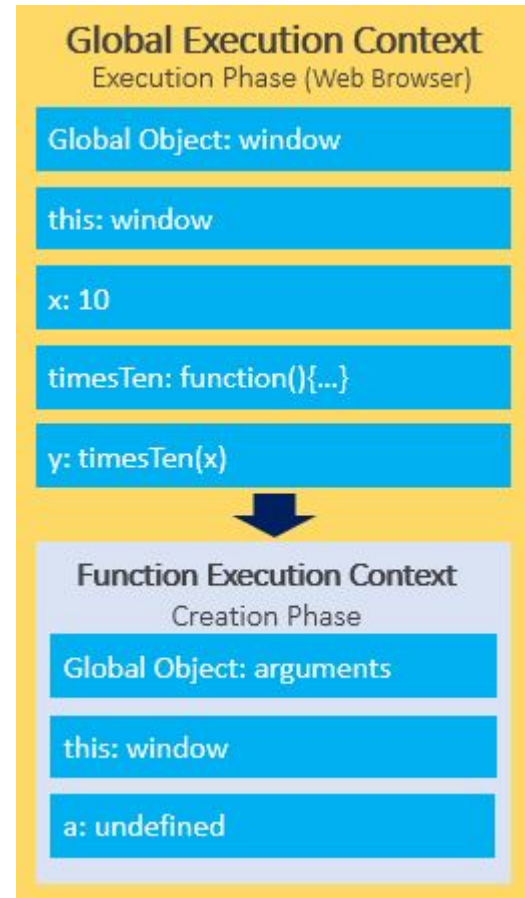 Global Execution Context
Execution Phase (Web Browser)
Global Object: window
this: window
x: 10
timesTen: function(){...}
y: timesTen(x)
Function Execution Context
Creation Phase
Global Object: arguments
this: window
a: undefined